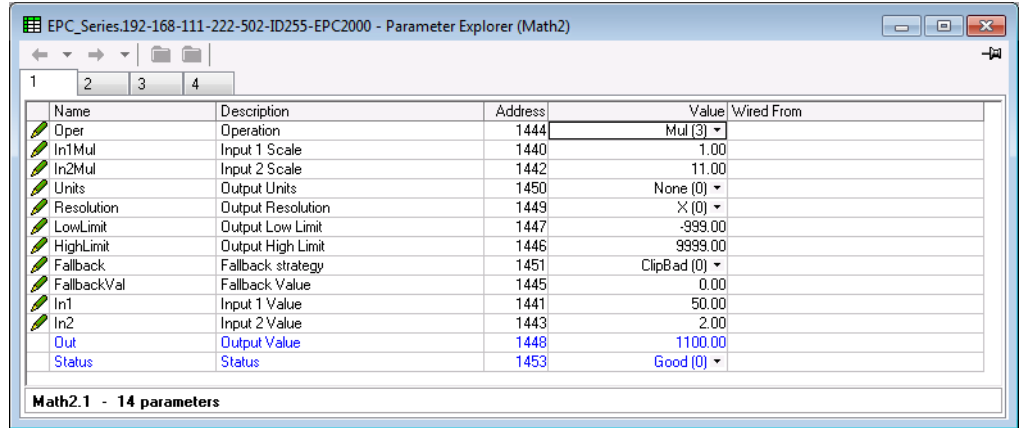 EPC_Series.192-168-111-222-502-ID255-EPC2000 - Parameter Explorer (Math2)
1 2 3 4
Name Description Address Value Wired From
Oper Operation 1444 Mul (3)
In1Mul Input 1 Scale 1440 1.00
In2Mul Input 2 Scale 1442 11.00
Units Output Units 1450 None (0)
Resolution Output Resolution 1449 X (0)
LowLimit Output Low Limit 1447 -999.00
HighLimit Output High Limit 1446 9999.00
Fallback Fallback strategy 1451 ClipBad (0)
FallbackVal Fallback Value 1445 0.00
In1 Input 1 Value 1441 50.00
In2 Input 2 Value 1443 2.00
Out Output Value 1448 1100.00
Status Status 1453 Good (0)
Math2.1 - 14 parameters